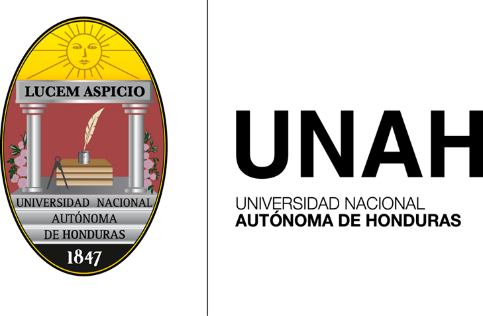 LUCEM ASPICIO
UNIVERSIDAD NACIONAL
AUTÓNOMA
DE HONDURAS
1847
UNAH
UNIVERSIDAD NACIONAL
AUTÓNOMA DE HONDURAS